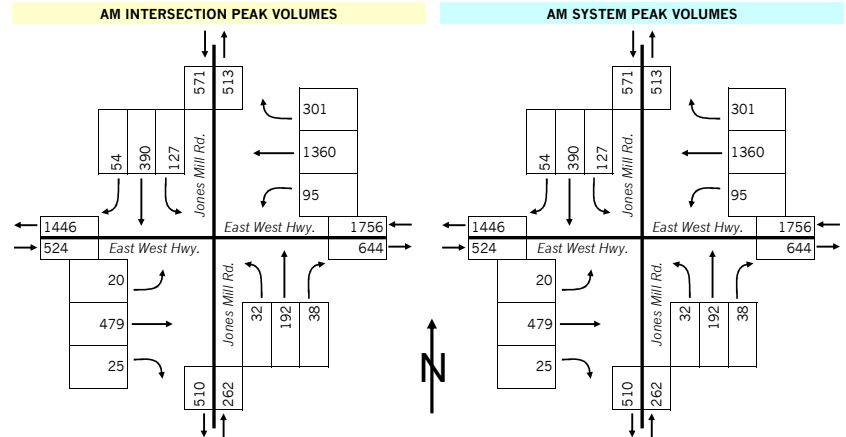 AM INTERSECTION PEAK VOLUMES
571 513
301
54 390 127
1360
Jones Mill Rd.
95
1446
East West Hwy.
1756
524
East West Hwy.
644
20
Jones Mill Rd.
32 192 38
479
25
510 262
N
AM SYSTEM PEAK VOLUMES
571 513
301
54 390 127
1360
Jones Mill Rd.
95
1446
East West Hwy.
1756
524
East West Hwy.
644
20
Jones Mill Rd.
32 192 38
479
25
510 262